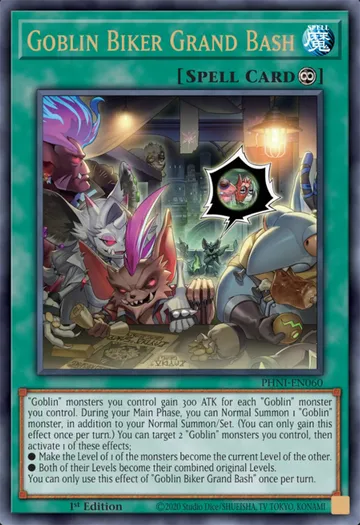 GOBLIN BIKER GRAND BASH
SPELL
魔
[SPELL CARD]
PHNI-EN060
"Goblin" monsters you control gain 300 ATK for each "Goblin" monster
you control. During your Main Phase, you can Normal Summon 1 "Goblin"
monster, in addition to your Normal Summon/Set. (You can only gain this
effect once per turn.) You can target 2 "Goblin" monsters you control, then
activate 1 of these effects;
● Make the Level of 1 of the monsters become the current Level of the other.
● Both of their Levels become their combined original Levels.
You can only use this effect of "Goblin Biker Grand Bash" once per turn.
1st Edition
©2020 Studio Dice/SHUEISHA, TV TOKYO, KONAMI